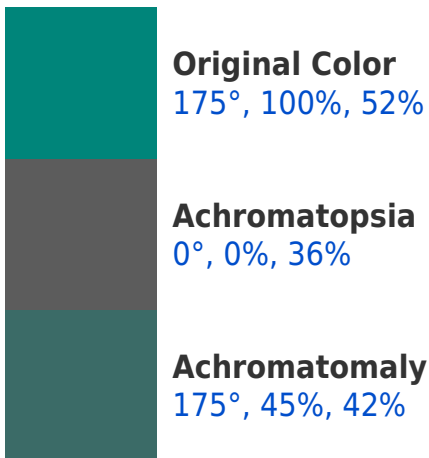 Original Color
175°, 100%, 52%
Achromatopsia
0°, 0%, 36%
Achromatomaly
175°, 45%, 42%